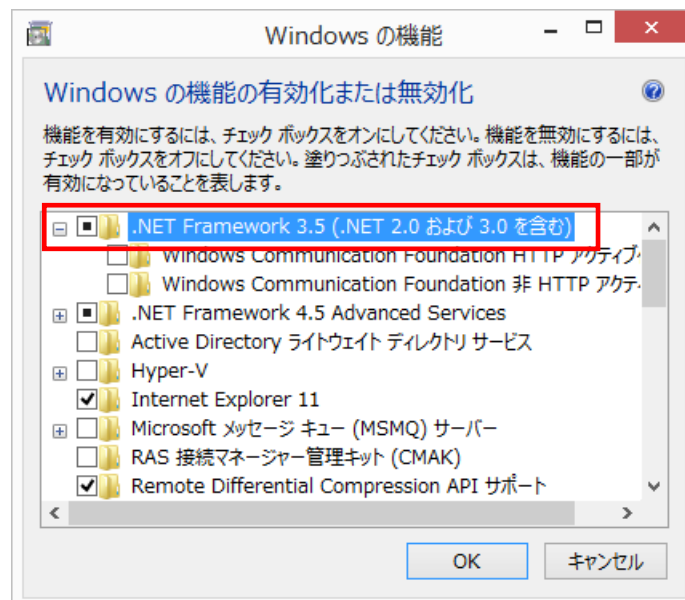 Windows の機能
Windows の機能の有効化または無効化
機能を有効にするには、チェック ボックスをオンにしてください。機能を無効にするには、
チェック ボックスをオフにしてください。塗りつぶされたチェック ボックスは、機能の一部が
有効になっていることを表します。
.NET Framework 3.5 (.NET 2.0 および 3.0 を含む)
Windows Communication Foundation HTTP アクティブ
Windows Communication Foundation 非 HTTP アクテ
.NET Framework 4.5 Advanced Services
Active Directory ライトウェイト ディレクトリ サービス
Hyper-V
Internet Explorer 11
Microsoft メッセージ キュー (MSMQ) サーバー
RAS 接続マネージャー管理キット (CMAK)
Remote Differential Compression API サポート
OK キャンセル